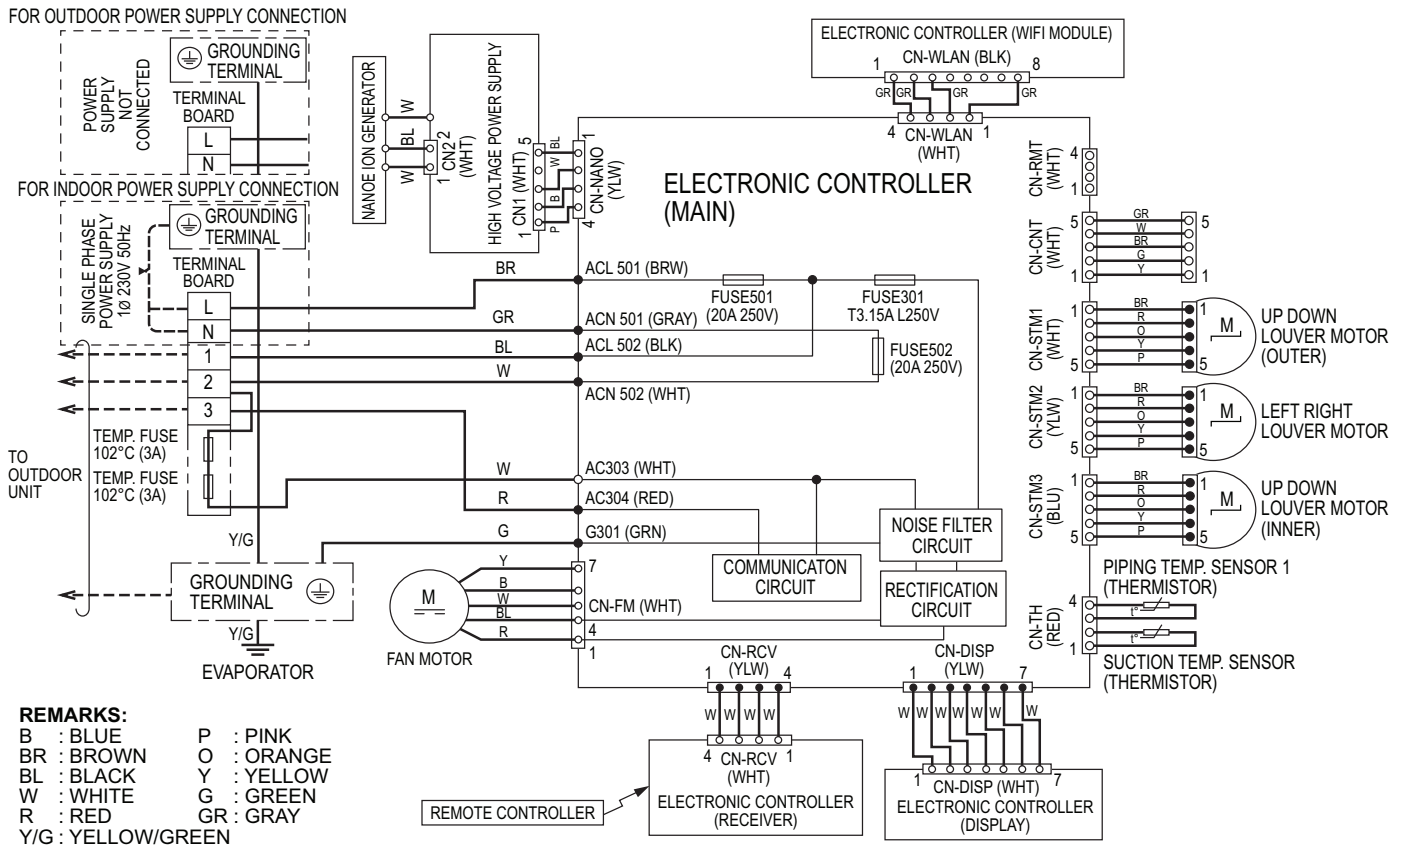 FOR OUTDOOR POWER SUPPLY CONNECTION
POWER
SUPPLY
NOT
CONNECTED
GROUNDING
TERMINAL
TERMINAL
BOARD
L
N
FOR INDOOR POWER SUPPLY CONNECTION
SINGLE PHASE
POWER SUPPLY
1Ø 230V 50Hz
GROUNDING
TERMINAL
TERMINAL
BOARD
L
N
1
2
3
TEMP. FUSE
102°C (3A)
TEMP. FUSE
102°C (3A)
TO
OUTDOOR
UNIT
Y/G
GROUNDING
TERMINAL
Y/G
EVAPORATOR
NANOE ION GENERATOR
W
BL
W
2
1
CN2
(WHT)
HIGH VOLTAGE POWER SUPPLY
CN1 (WHT)
5
1
BL
W
B
P
1
4
CN-NANO
(YLW)
ELECTRONIC CONTROLLER
(MAIN)
ELECTRONIC CONTROLLER (WIFI MODULE)
CN-WLAN (BLK)
1
8
GR
GR
GR
GR
4
CN-WLAN
(WHT)
1
BR
ACL 501 (BRW)
FUSE501
(20A 250V)
FUSE301
T3.15A L250V
GR
ACN 501 (GRAY)
BL
ACL 502 (BLK)
FUSE502
(20A 250V)
W
ACN 502 (WHT)
W
AC303 (WHT)
R
AC304 (RED)
G
G301 (GRN)
NOISE FILTER
CIRCUIT
COMMUNICATON
CIRCUIT
RECTIFICATION
CIRCUIT
M
FAN MOTOR
Y
B
W
BL
R
7
CN-FM (WHT)
4
1
CN-RMT
(WHT)
4
1
CN-CNT
(WHT)
5
1
GR
W
BR
G
Y
5
1
CN-STM1
(WHT)
1
5
BR
R
O
Y
P
1
5
M
UP DOWN
LOUVER MOTOR
(OUTER)
CN-STM2
(YLW)
1
5
BR
R
O
Y
P
1
5
M
LEFT RIGHT
LOUVER MOTOR
CN-STM3
(BLU)
1
5
BR
R
O
Y
P
1
5
M
UP DOWN
LOUVER MOTOR
(INNER)
PIPING TEMP. SENSOR 1
(THERMISTOR)
CN-TH
(RED)
4
1
t°
t°
SUCTION TEMP. SENSOR
(THERMISTOR)
CN-RCV
(YLW)
1
4
W
W
W
W
4
CN-RCV
(WHT)
1
ELECTRONIC CONTROLLER
(RECEIVER)
REMOTE CONTROLLER
CN-DISP
(YLW)
1
7
W
W
W
W
W
W
W
1
CN-DISP (WHT)
7
ELECTRONIC CONTROLLER
(DISPLAY)
REMARKS:
B : BLUE P : PINK
BR : BROWN O : ORANGE
BL : BLACK Y : YELLOW
W : WHITE G : GREEN
R : RED GR : GRAY
Y/G : YELLOW/GREEN